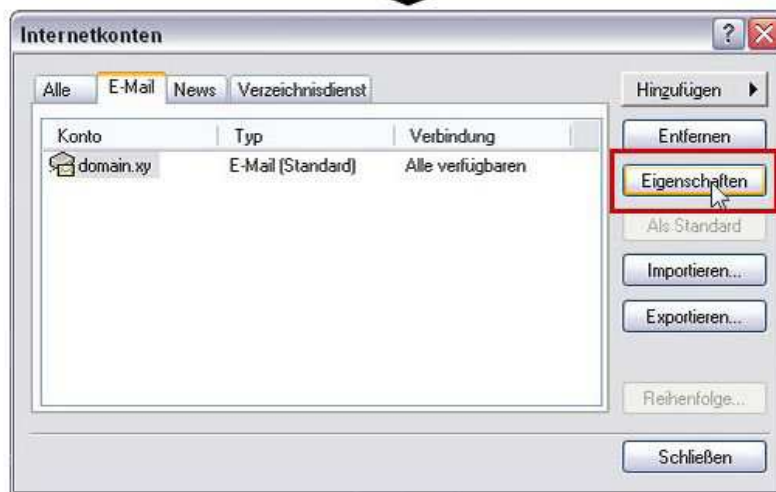 Internetkonten
Alle E-Mail News Verzeichnisdienst
Konto Typ Verbindung
domain.xy E-Mail (Standard) Alle verfügbaren
Hinzufügen
Entfernen
Eigenschaften
Als Standard
Importieren...
Exportieren...
Reihenfolge...
Schließen